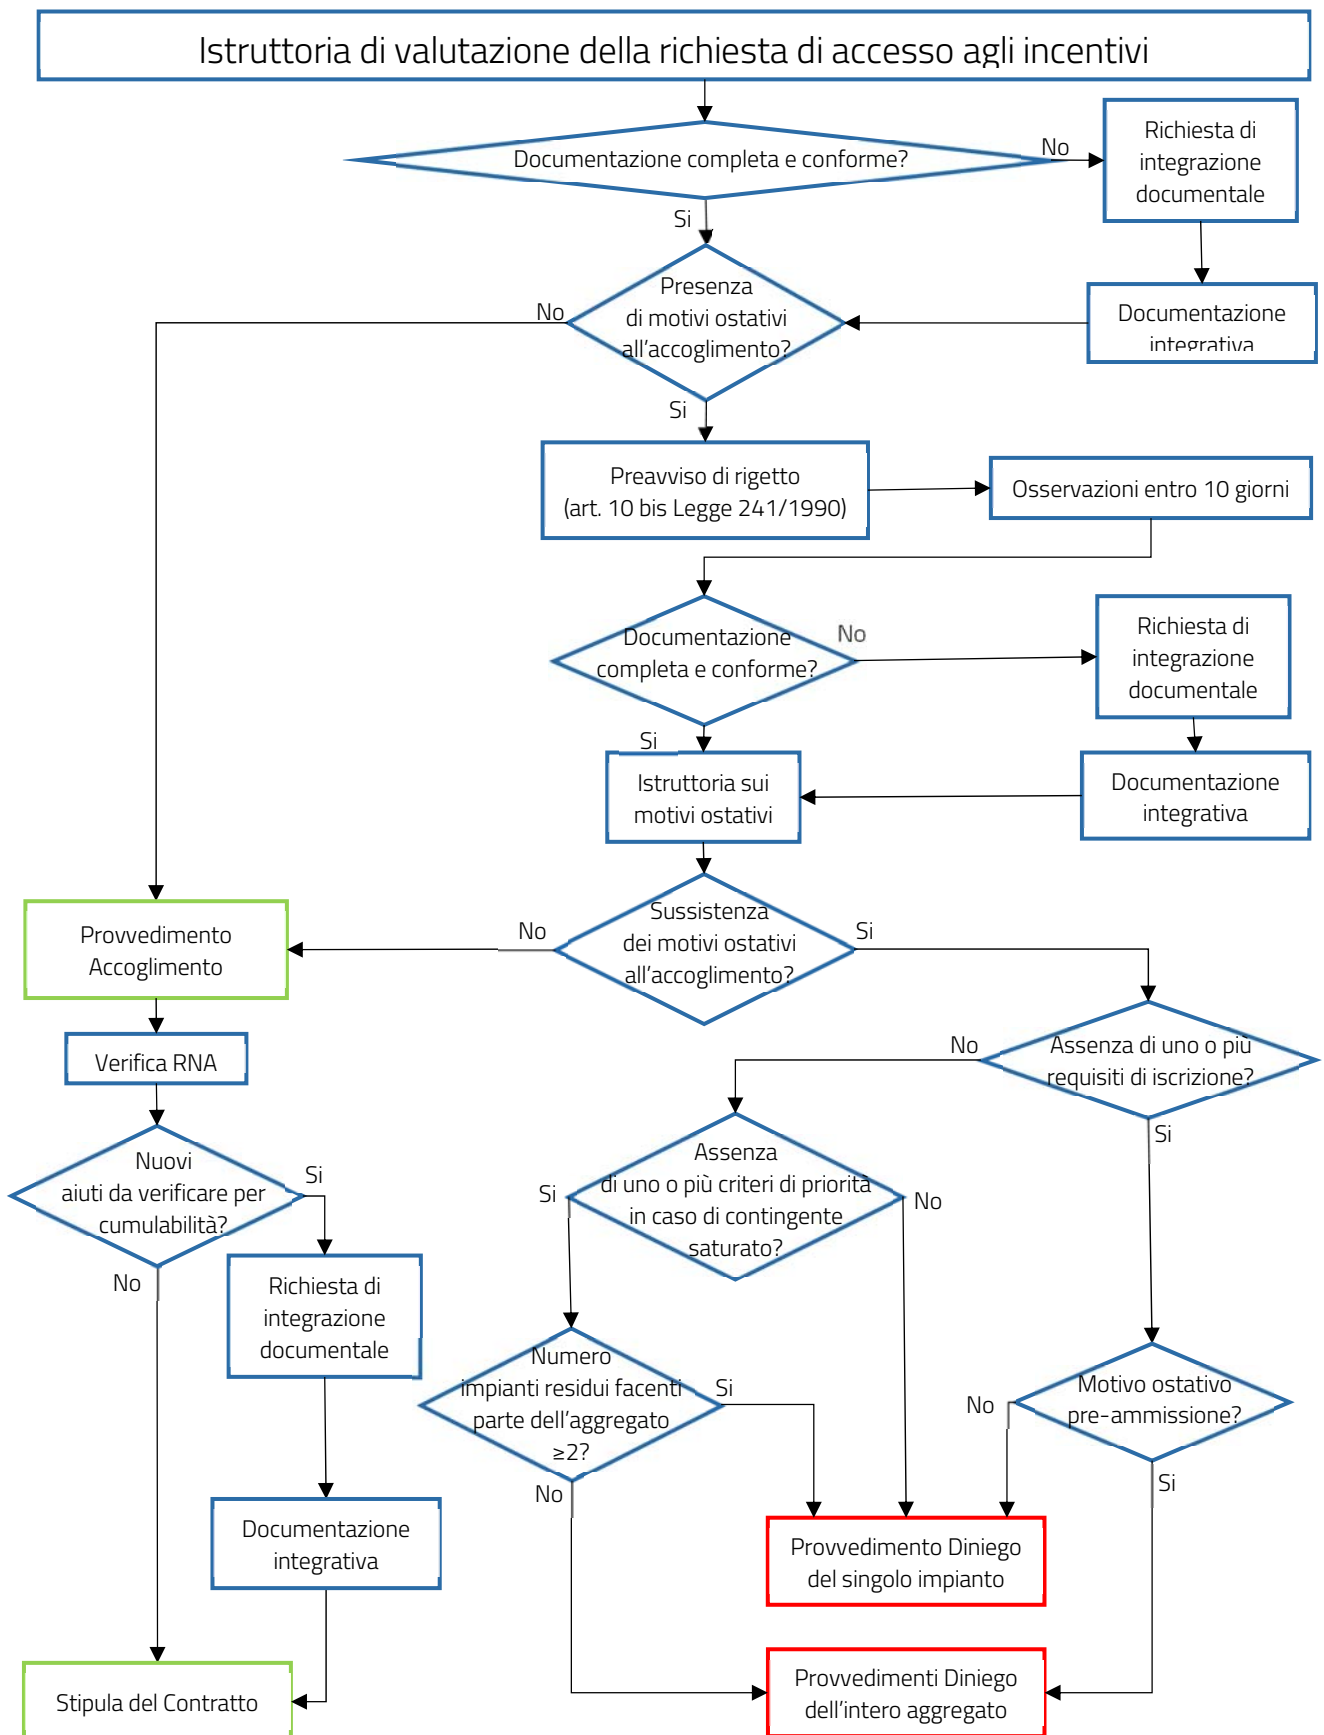 Istruttoria di valutazione della richiesta di accesso agli incentivi
Documentazione completa e conforme?
No
Richiesta di
integrazione
documentale
Si
Presenza
di motivi ostativi
all'accoglimento?
No
Documentazione
integrativa
Si
Preavviso di rigetto
(art. 10 bis Legge 241/1990)
Osservazioni entro 10 giorni
Documentazione
completa e conforme?
No
Richiesta di
integrazione
documentale
Si
Istruttoria sui
motivi ostativi
Documentazione
integrativa
Sussistenza
dei motivi ostativi
all'accoglimento?
No
Si
Provvedimento
Accoglimento
Verifica RNA
No
Assenza di uno o più
requisiti di iscrizione?
Si
Nuovi
aiuti da verificare per
cumulabilità?
Si
No
Assenza
di uno o più criteri di priorità
in caso di contingente
saturato?
Si
No
Richiesta di
integrazione
documentale
Numero
impianti residui facenti
parte dell'aggregato
≥2?
Si
No
Motivo ostativo
pre-ammissione?
No
Si
Documentazione
integrativa
Provvedimento Diniego
del singolo impianto
Stipula del Contratto
Provvedimenti Diniego
dell'intero aggregato